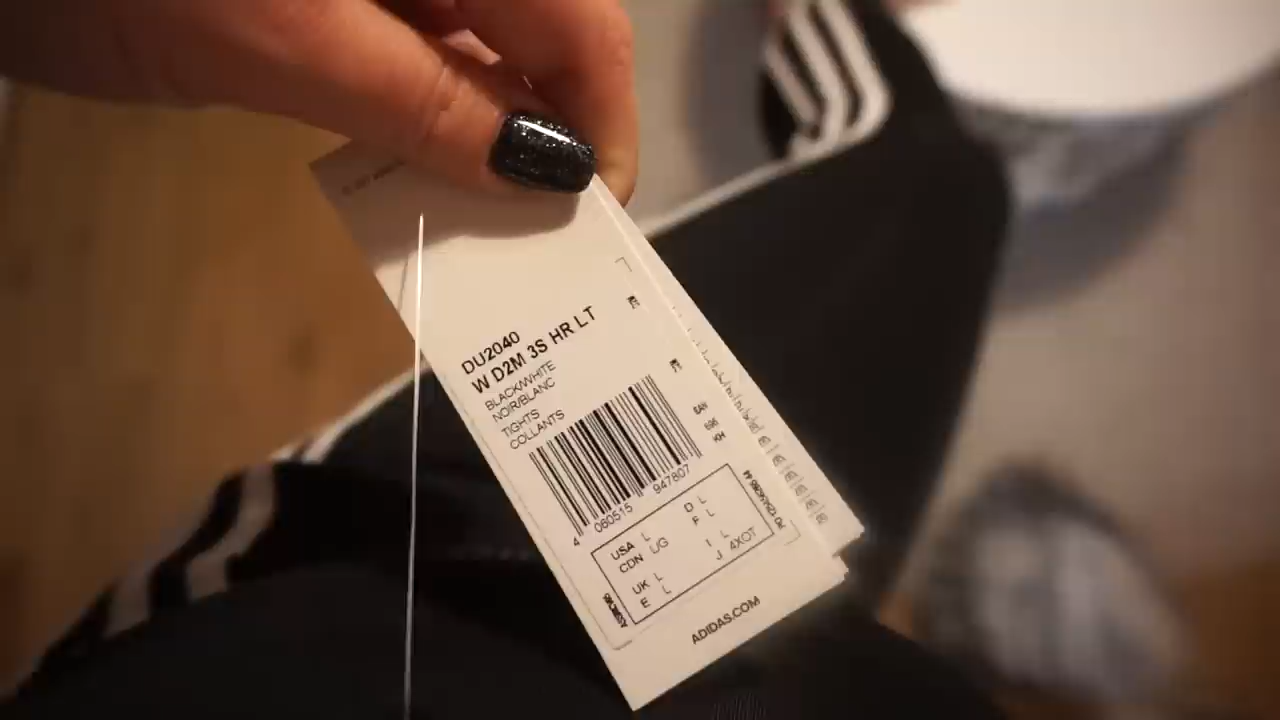 DU2040
W D2M 3S HR LT
BLACK/WHITE
NOIR/BLANC
TIGHTS
COLLANTS
4 060515 947807
USA L
CDN L/G
UK L
E L
D L
F L
I L
J 4XOT
ADIDAS.COM